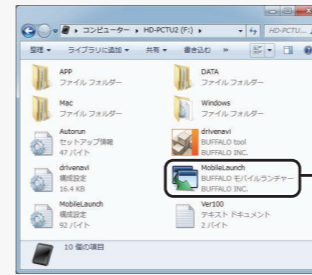 コンピューター ▸ HD-PCTU2 (F:) ▸
HD-PCTU...
整理 ▾ ライブラリに追加 ▾ 共有 ▾ 書き込む »
APP
ファイル フォルダー
DATA
ファイル フォルダー
Mac
ファイル フォルダー
Windows
ファイル フォルダー
Autorun
セットアップ情報
47 バイト
drivenavi
BUFFALO tool
BUFFALO INC.
drivenavi
構成設定
16.4 KB
MobileLaunch
BUFFALO モバイルランチャー
BUFFALO INC.
MobileLaunch
構成設定
92 バイト
Ver100
テキスト ドキュメント
2 バイト
10 個の項目